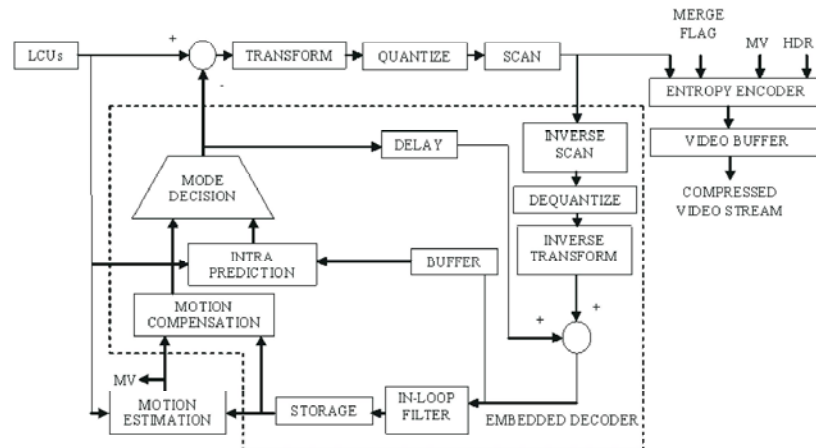 MERGE
FLAG
MV
HDR
LCUs
+
TRANSFORM
QUANTIZE
SCAN
ENTROPY ENCODER
-
VIDEO BUFFER
COMPRESSED
VIDEO STREAM
DELAY
INVERSE
SCAN
MODE
DECISION
DEQUANTIZE
INTRA
PREDICTION
BUFFER
INVERSE
TRANSFORM
MOTION
COMPENSATION
+
+
MV
MOTION
ESTIMATION
STORAGE
IN-LOOP
FILTER
EMBEDDED DECODER